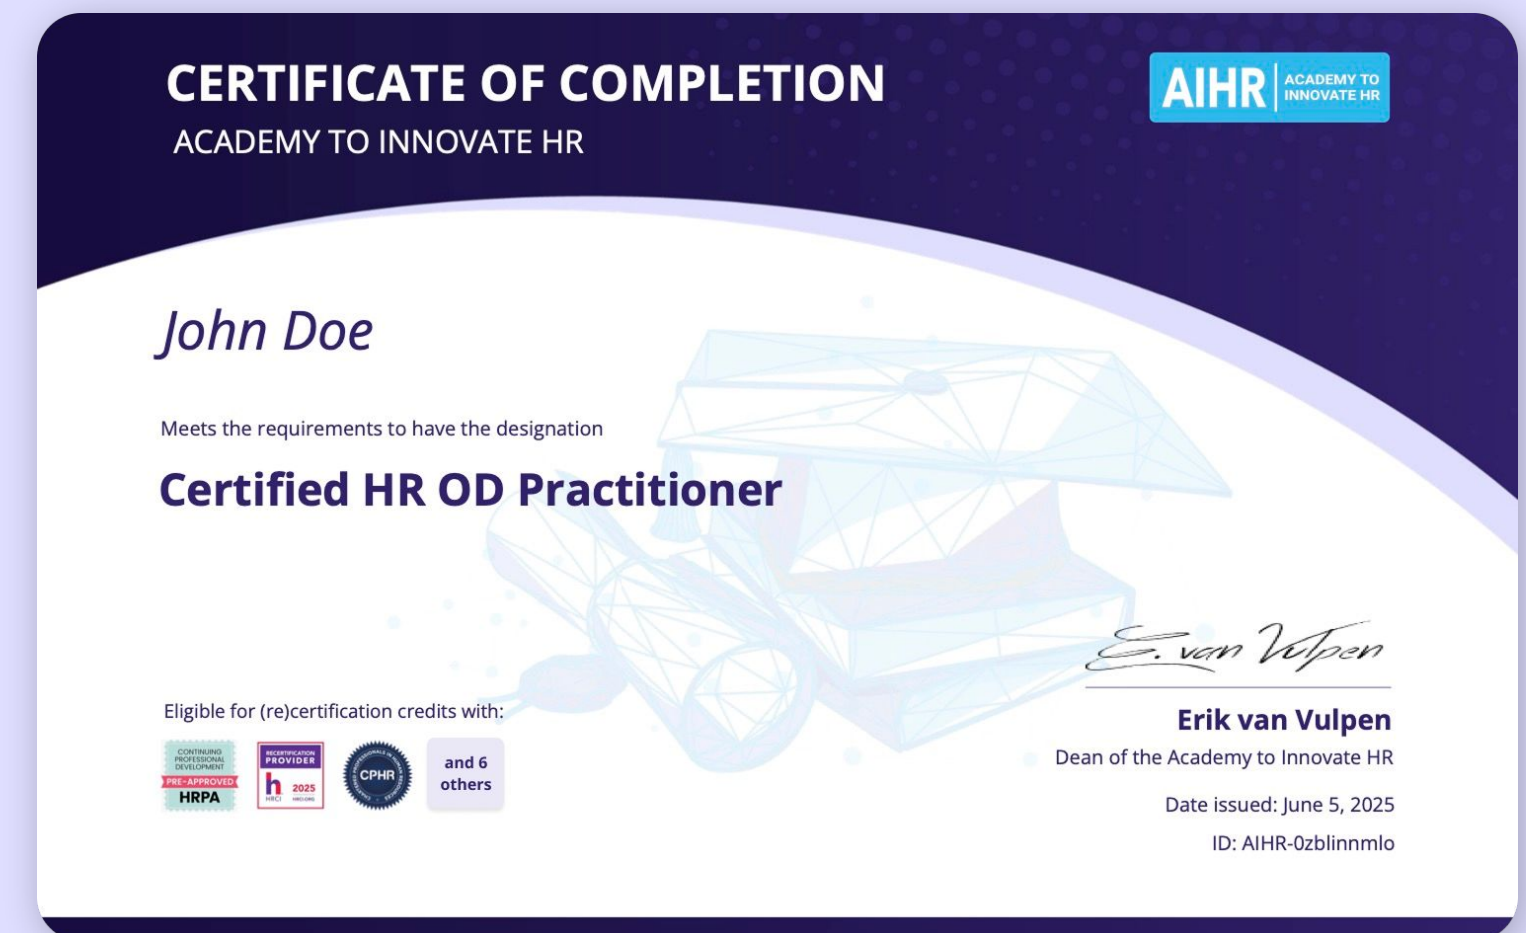 CERTIFICATE OF COMPLETION
ACADEMY TO INNOVATE HR
AIHR
ACADEMY TO
INNOVATE HR
John Doe
Meets the requirements to have the designation
Certified HR OD Practitioner
Eligible for (re)certification credits with:
CONTINUING
PROFESSIONAL
DEVELOPMENT
PRE-APPROVED
HRPA
RECERTIFICATION
PROVIDER
h 2025
HRCI HRCI.ORG
CPHR
and 6
others
E. van Vulpen
Erik van Vulpen
Dean of the Academy to Innovate HR
Date issued: June 5, 2025
ID: AIHR-0zblinnmlo